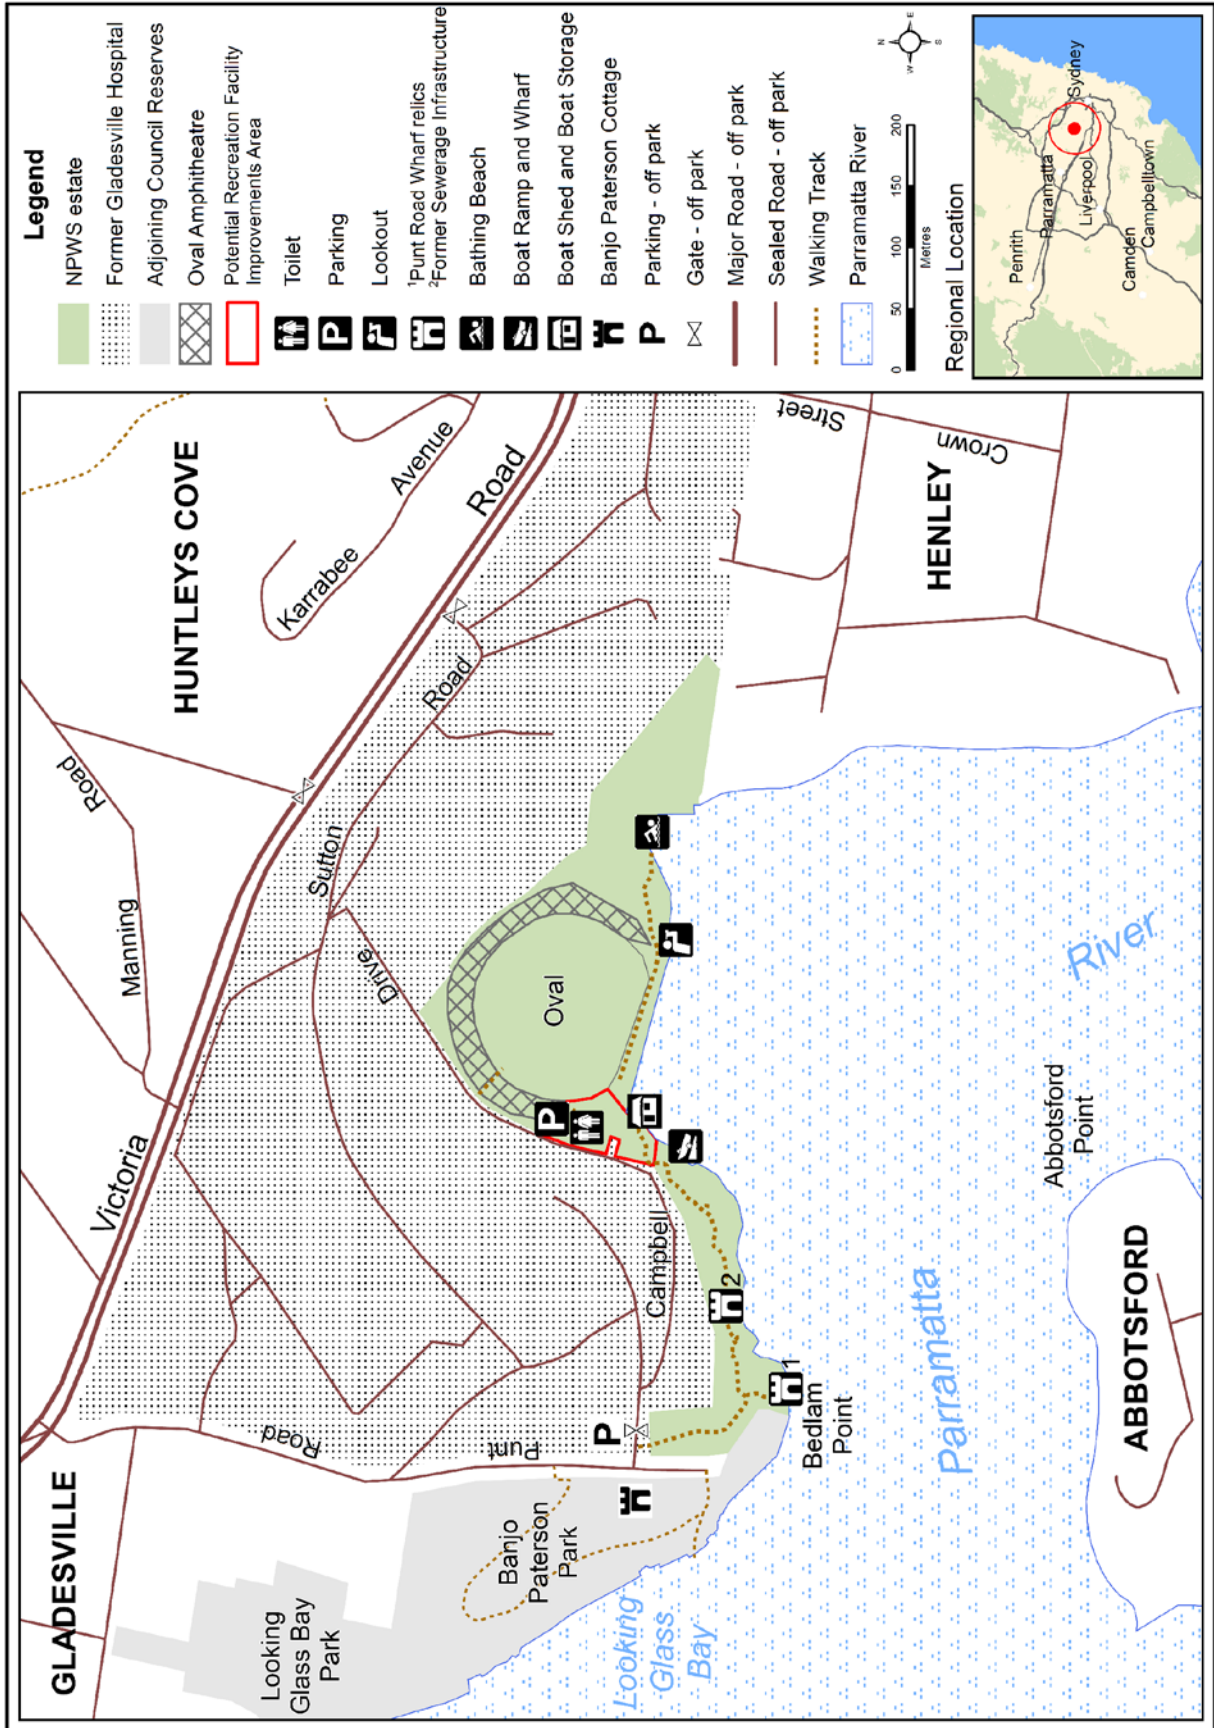 GLADESVILLE
HUNTLEYS COVE
HENLEY
ABBOTSFORD
Victoria
Road
Manning
Road
Karrabee
Avenue
Sutton
Road
Drive
Campbell
Punt
Road
Crown
Street
Oval
Looking
Glass Bay
Park
Banjo
Paterson
Park
Looking
Glass
Bay
P
P
1
2
Bedlam
Point
Parramatta
River
Abbotsford
Point
Legend
NPWS estate
Former Gladesville Hospital
Adjoining Council Reserves
Oval Amphitheatre
Potential Recreation Facility
Improvements Area
Toilet
P Parking
Lookout
¹Punt Road Wharf relics
²Former Sewerage Infrastructure
Bathing Beach
Boat Ramp and Wharf
Boat Shed and Boat Storage
Banjo Paterson Cottage
P Parking - off park
Gate - off park
Major Road - off park
Sealed Road - off park
Walking Track
Parramatta River
N
E
S
W
0 50 100 150 200
Metres
Regional Location
Penrith
Parramatta
Sydney
Liverpool
Camden
Campbelltown